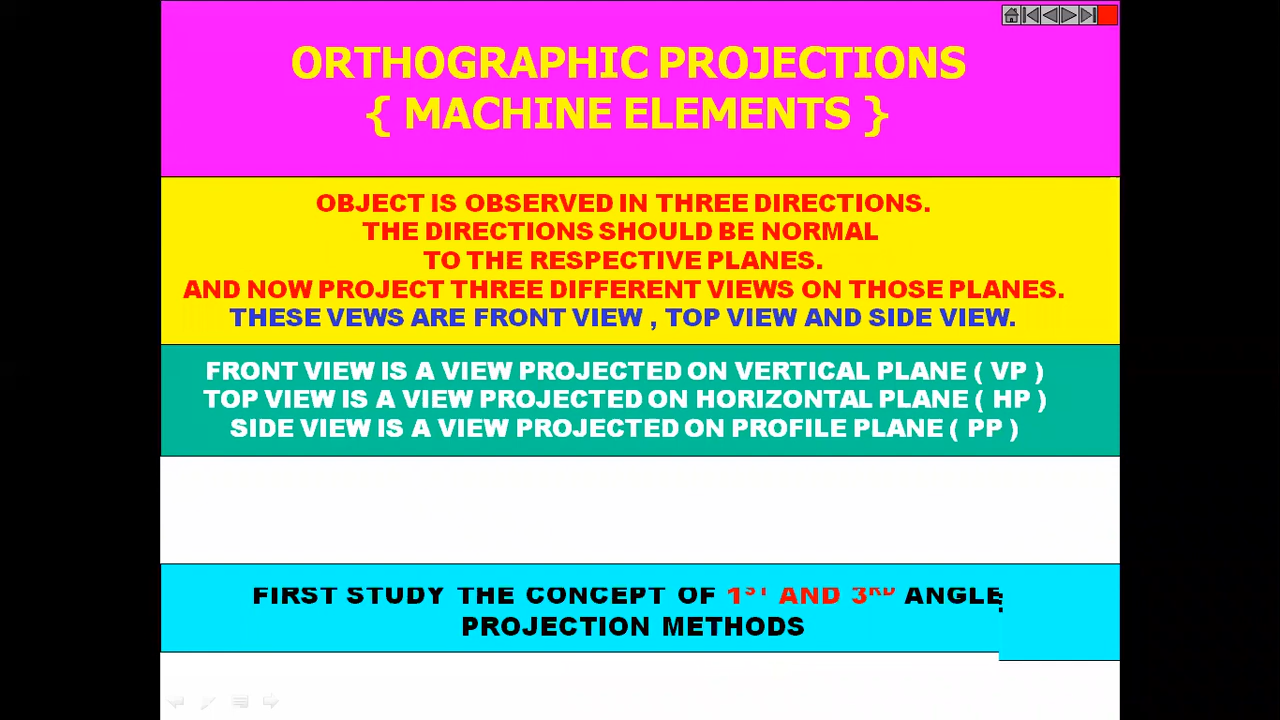 ORTHOGRAPHIC PROJECTIONS
{ MACHINE ELEMENTS }
OBJECT IS OBSERVED IN THREE DIRECTIONS.
THE DIRECTIONS SHOULD BE NORMAL
TO THE RESPECTIVE PLANES.
AND NOW PROJECT THREE DIFFERENT VIEWS ON THOSE PLANES.
THESE VEWS ARE FRONT VIEW , TOP VIEW AND SIDE VIEW.
FRONT VIEW IS A VIEW PROJECTED ON VERTICAL PLANE ( VP )
TOP VIEW IS A VIEW PROJECTED ON HORIZONTAL PLANE ( HP )
SIDE VIEW IS A VIEW PROJECTED ON PROFILE PLANE ( PP )
FIRST STUDY THE CONCEPT OF 1ST AND 3RD ANGLE
PROJECTION METHODS